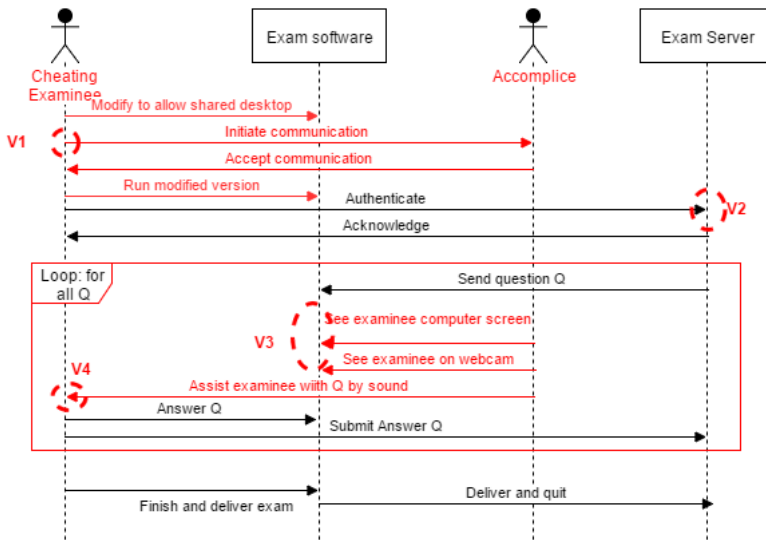 Exam software
Exam Server
Cheating
Examinee
Accomplice
Modify to allow shared desktop
V1
Initiate communication
Accept communication
Run modified version
Authenticate
V2
Acknowledge
Loop: for
all Q
Send question Q
See examinee computer screen
V3
See examinee on webcam
V4
Assist examinee wiith Q by sound
Answer Q
Submit Answer Q
Finish and deliver exam
Deliver and quit